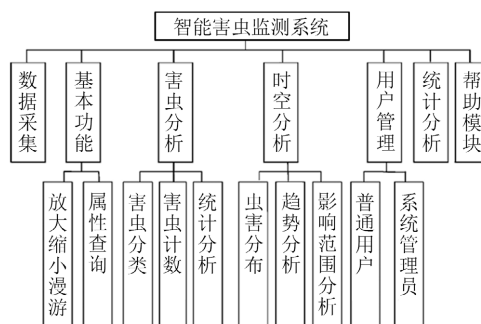 智能害虫监测系统
数据采集
基本功能
害虫分析
时空分析
用户管理
统计分析
帮助模块
放大缩小漫游
属性查询
害虫分类
害虫计数
统计分析
虫害分布
趋势分析
影响范围分析
普通用户
系统管理员